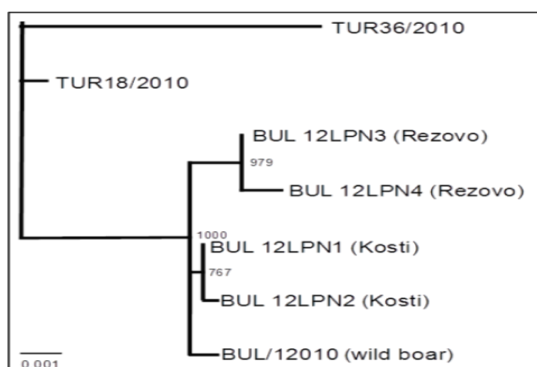 TUR36/2010
TUR18/2010
BUL 12LPN3 (Rezovo)
979
BUL 12LPN4 (Rezovo)
1000
BUL 12LPN1 (Kosti)
767
BUL 12LPN2 (Kosti)
BUL/12010 (wild boar)
0.001